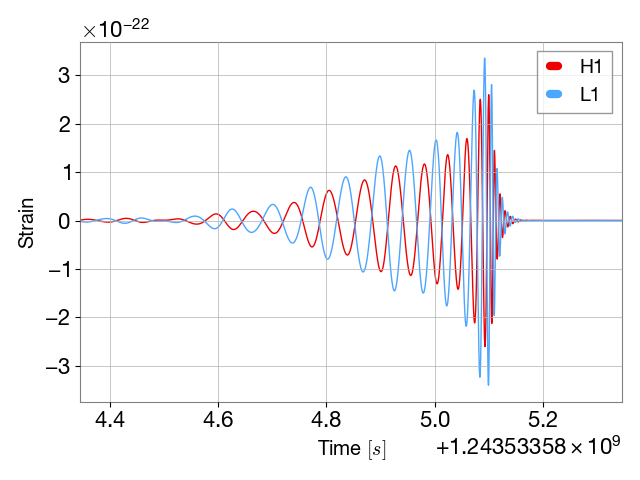 ×10⁻²²
3
2
1
0
−1
−2
−3
Strain
H1
L1
4.4 4.6 4.8 5.0 5.2
Time [s]
+1.24353358 × 10⁹